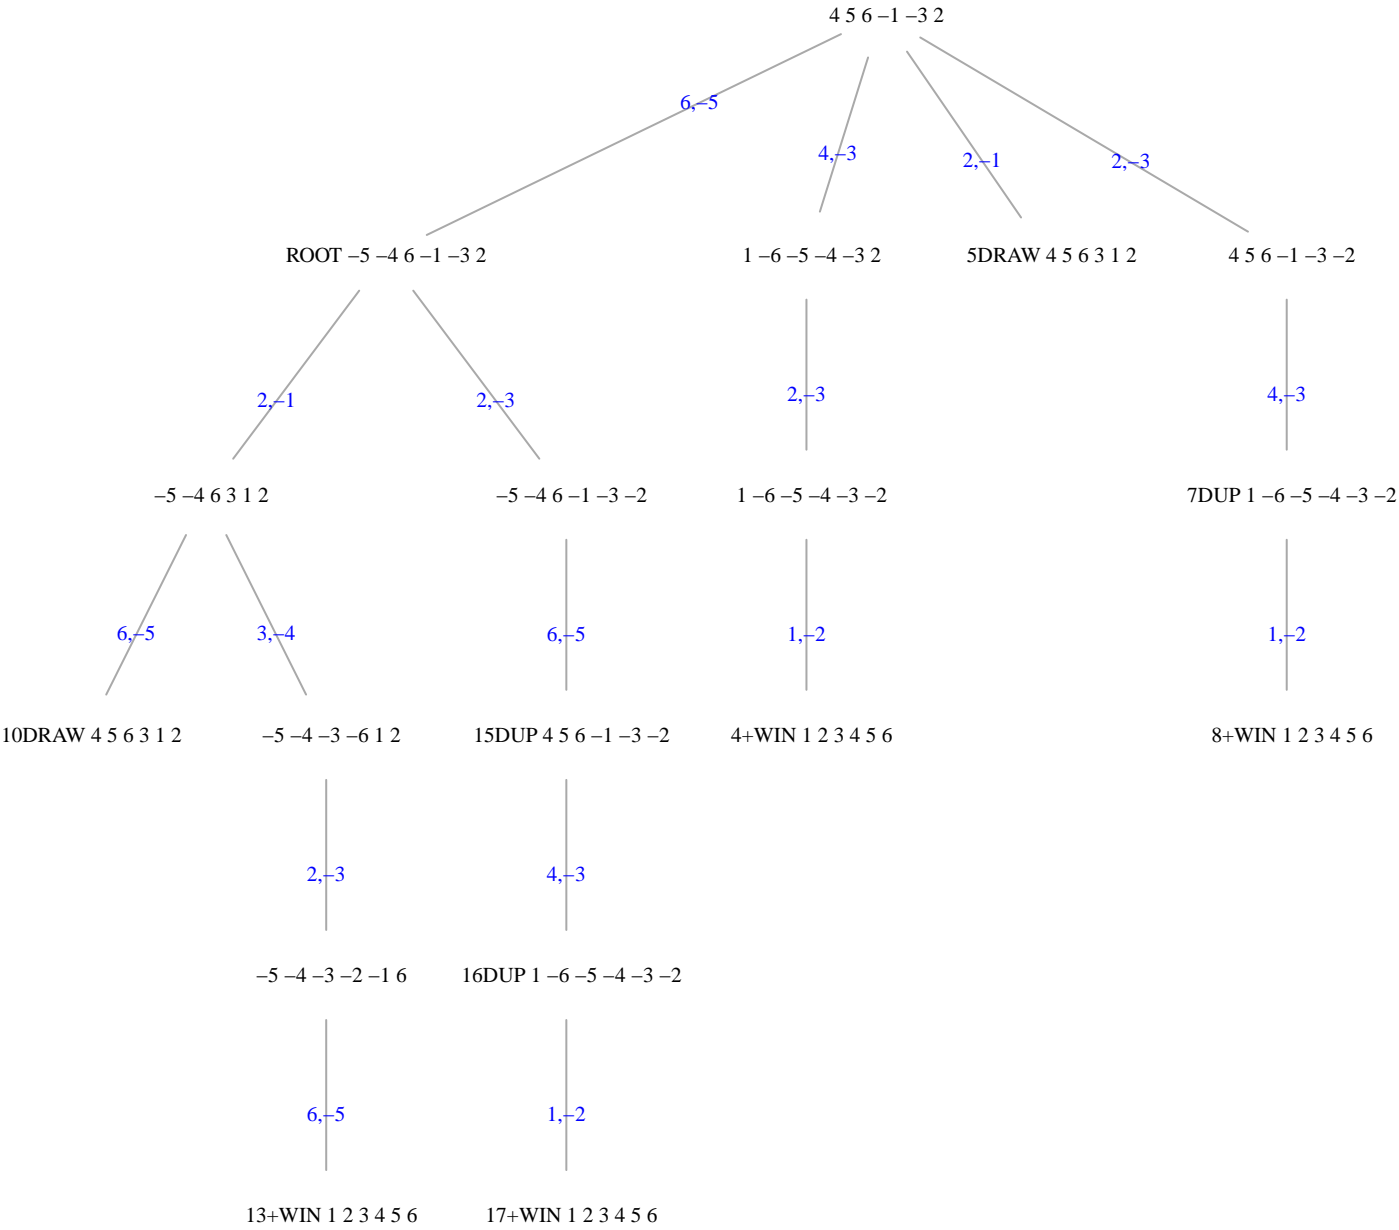 4 5 6 –1 –3 2
6,–5
4,–3
2,–1
2,–3
ROOT –5 –4 6 –1 –3 2
1 –6 –5 –4 –3 2
5DRAW 4 5 6 3 1 2
4 5 6 –1 –3 –2
2,–1
2,–3
2,–3
4,–3
–5 –4 6 3 1 2
–5 –4 6 –1 –3 –2
1 –6 –5 –4 –3 –2
7DUP 1 –6 –5 –4 –3 –2
6,–5
3,–4
6,–5
1,–2
1,–2
10DRAW 4 5 6 3 1 2
–5 –4 –3 –6 1 2
15DUP 4 5 6 –1 –3 –2
4+WIN 1 2 3 4 5 6
8+WIN 1 2 3 4 5 6
2,–3
4,–3
–5 –4 –3 –2 –1 6
16DUP 1 –6 –5 –4 –3 –2
6,–5
1,–2
13+WIN 1 2 3 4 5 6
17+WIN 1 2 3 4 5 6